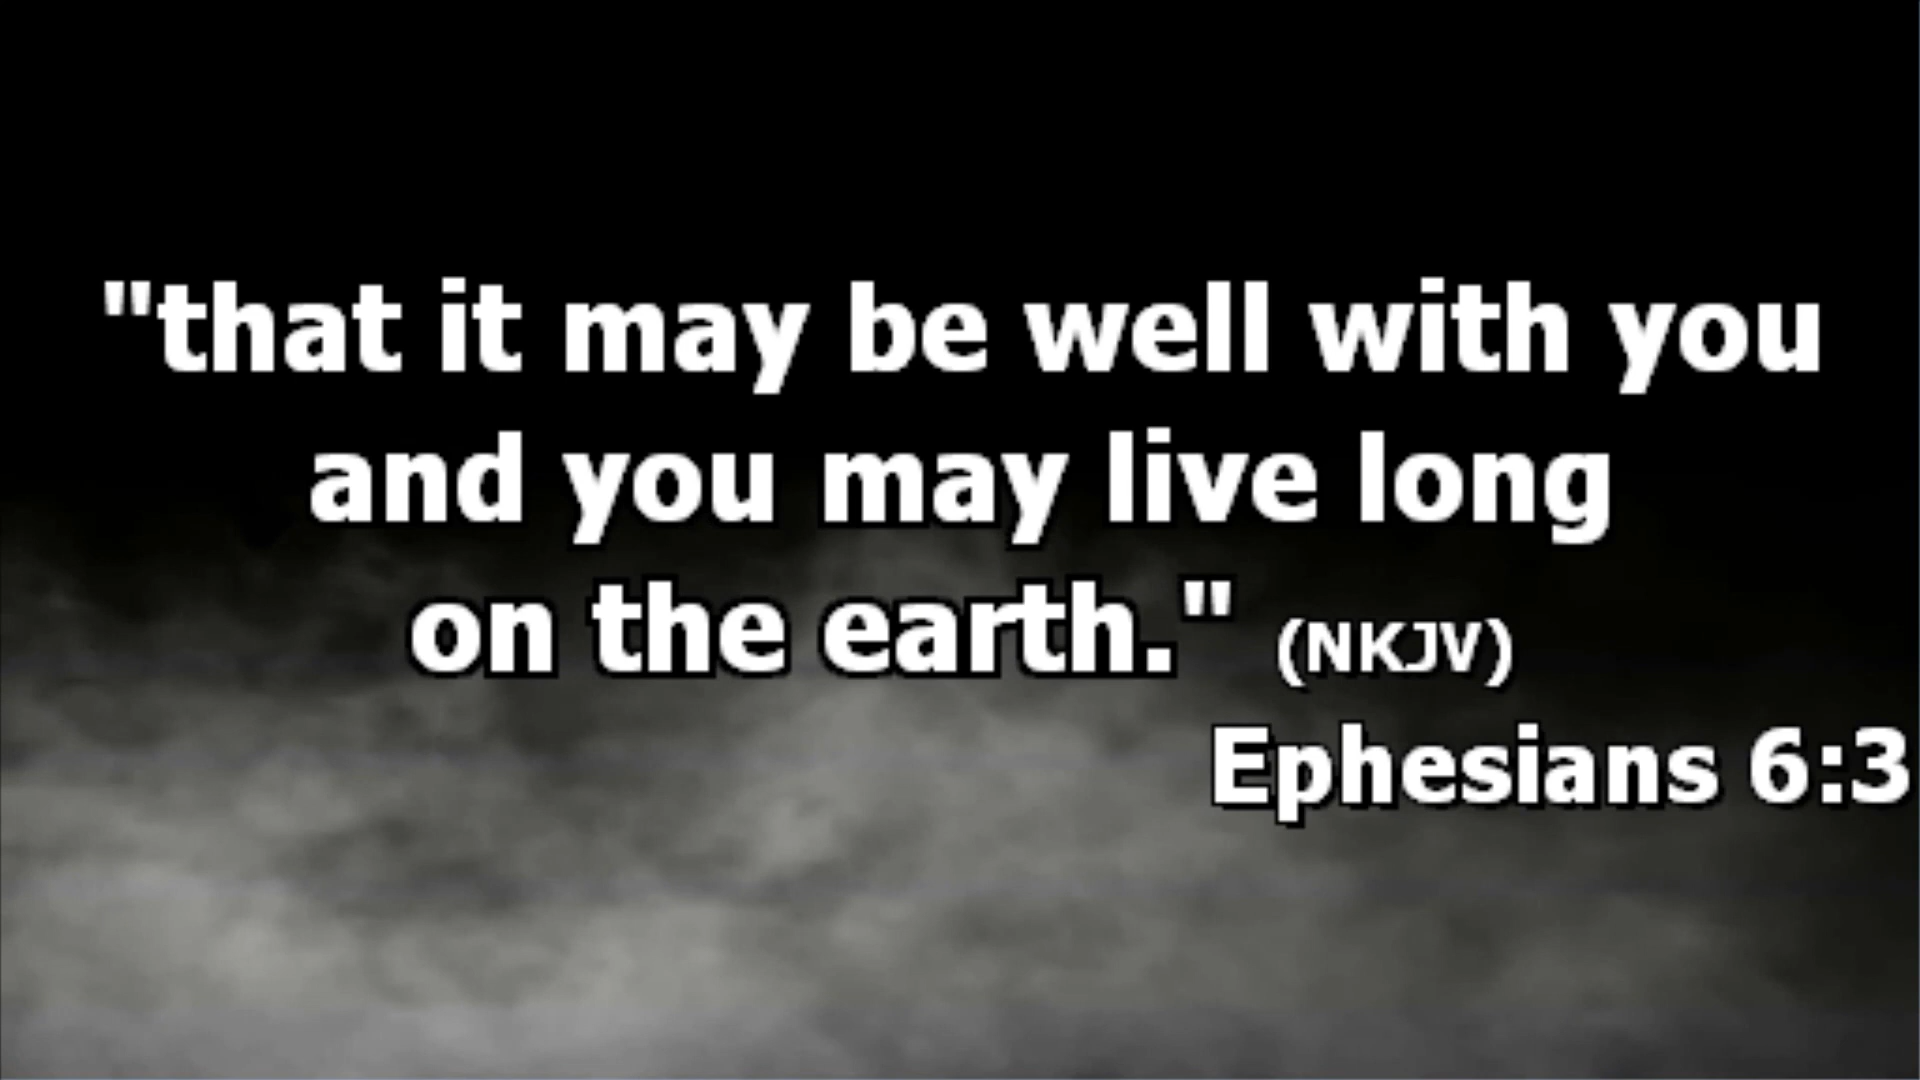 "that it may be well with you
and you may live long
on the earth." (NKJV)
Ephesians 6:3